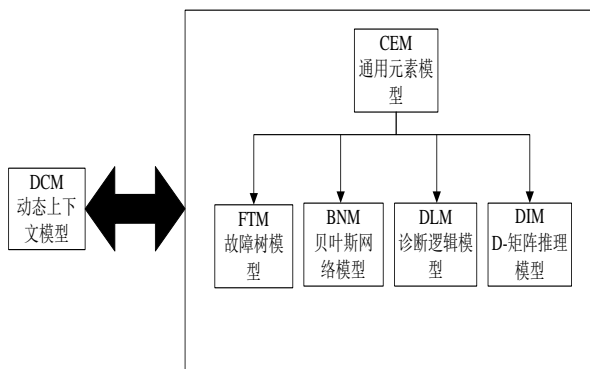 CEM
通用元素模
型
DCM
动态上下
文模型
FTM
故障树模
型
BNM
贝叶斯网
络模型
DLM
诊断逻辑模
型
DIM
D-矩阵推理
模型